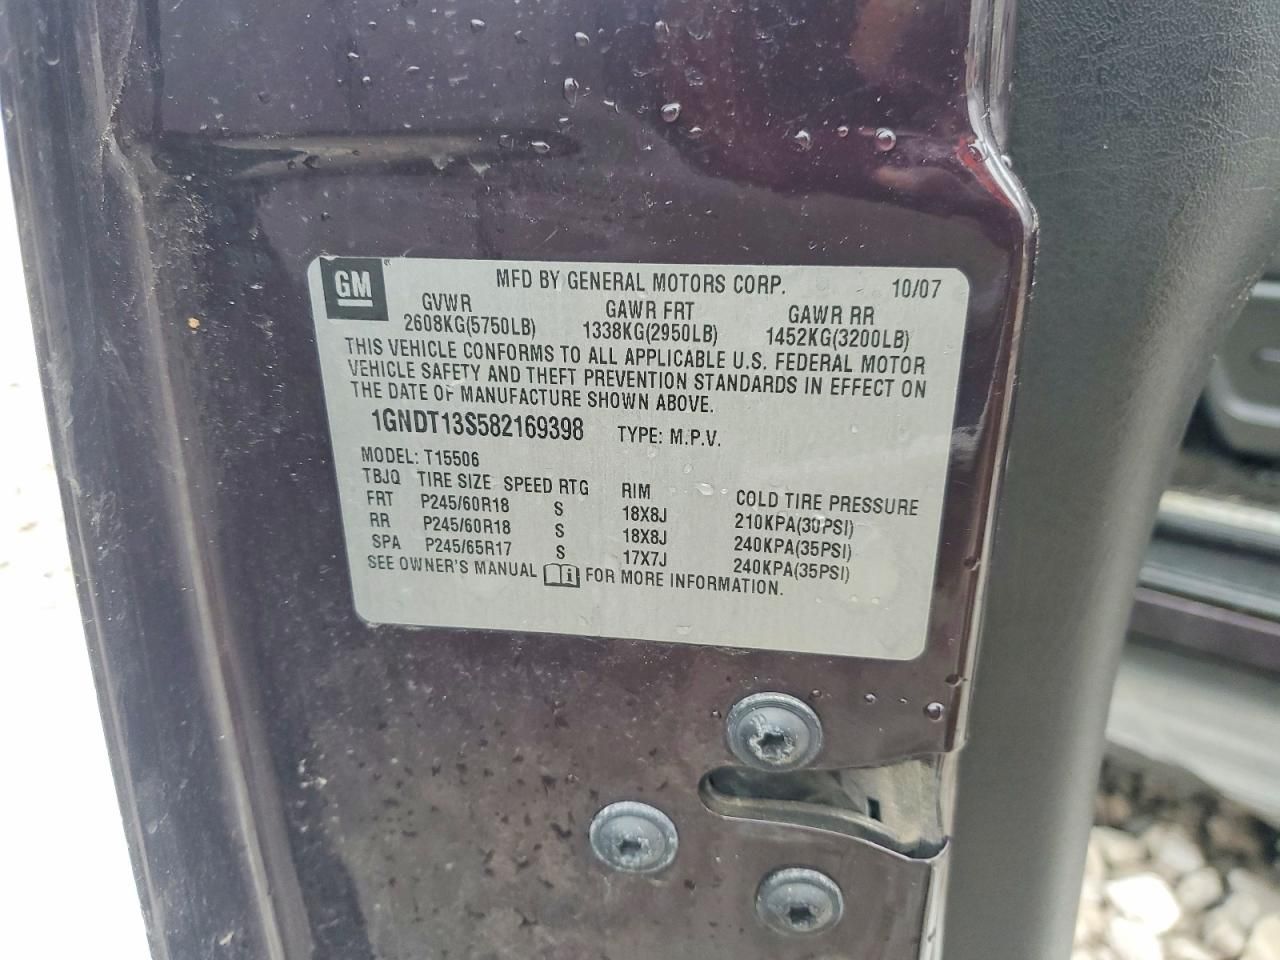 GM
MFD BY GENERAL MOTORS CORP. 10/07
GVWR GAWR FRT GAWR RR
2608KG(5750LB) 1338KG(2950LB) 1452KG(3200LB)
THIS VEHICLE CONFORMS TO ALL APPLICABLE U.S. FEDERAL MOTOR
VEHICLE SAFETY AND THEFT PREVENTION STANDARDS IN EFFECT ON
THE DATE OF MANUFACTURE SHOWN ABOVE.
1GNDT13S582169398 TYPE: M.P.V.
MODEL: T15506
TBJQ TIRE SIZE SPEED RTG RIM COLD TIRE PRESSURE
FRT P245/60R18 S 18X8J 210KPA(30PSI)
RR P245/60R18 S 18X8J 240KPA(35PSI)
SPA P245/65R17 S 17X7J 240KPA(35PSI)
SEE OWNER'S MANUAL FOR MORE INFORMATION.